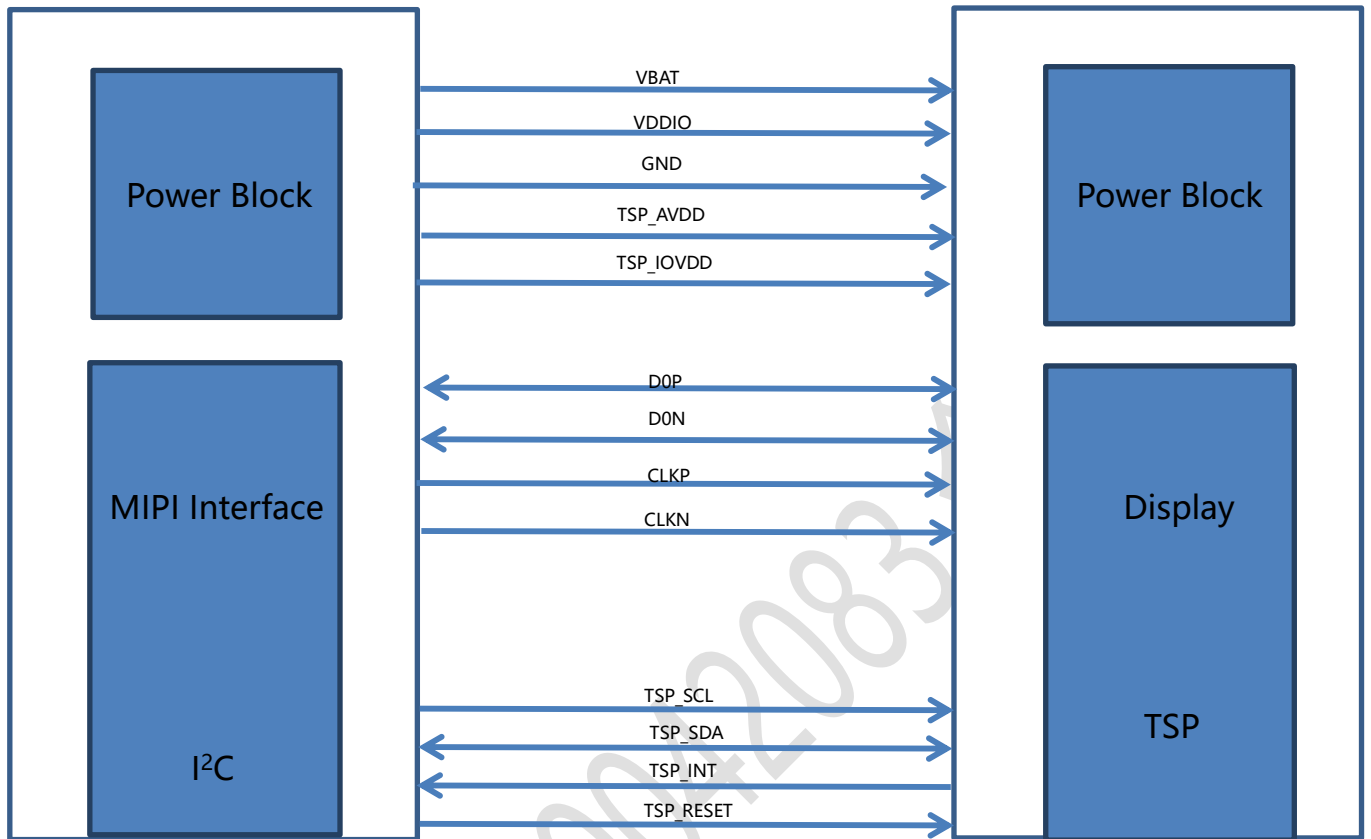 VBAT
VDDIO
GND
Power Block
Power Block
TSP_AVDD
TSP_IOVDD
D0P
D0N
CLKP
MIPI Interface
Display
CLKN
TSP_SCL
TSP_SDA
TSP
I²C
TSP_INT
TSP_RESET